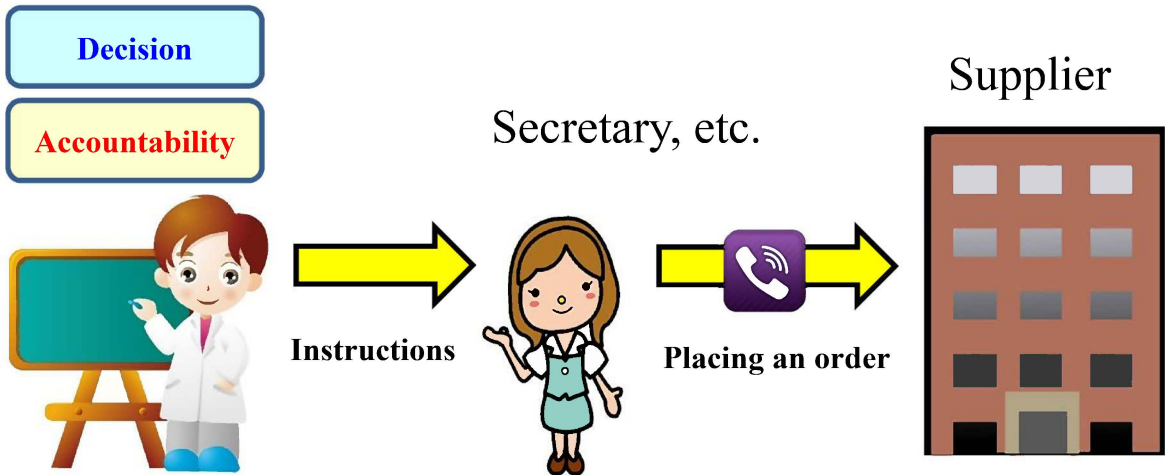 Decision
Accountability
Supplier
Secretary, etc.
Instructions
Placing an order